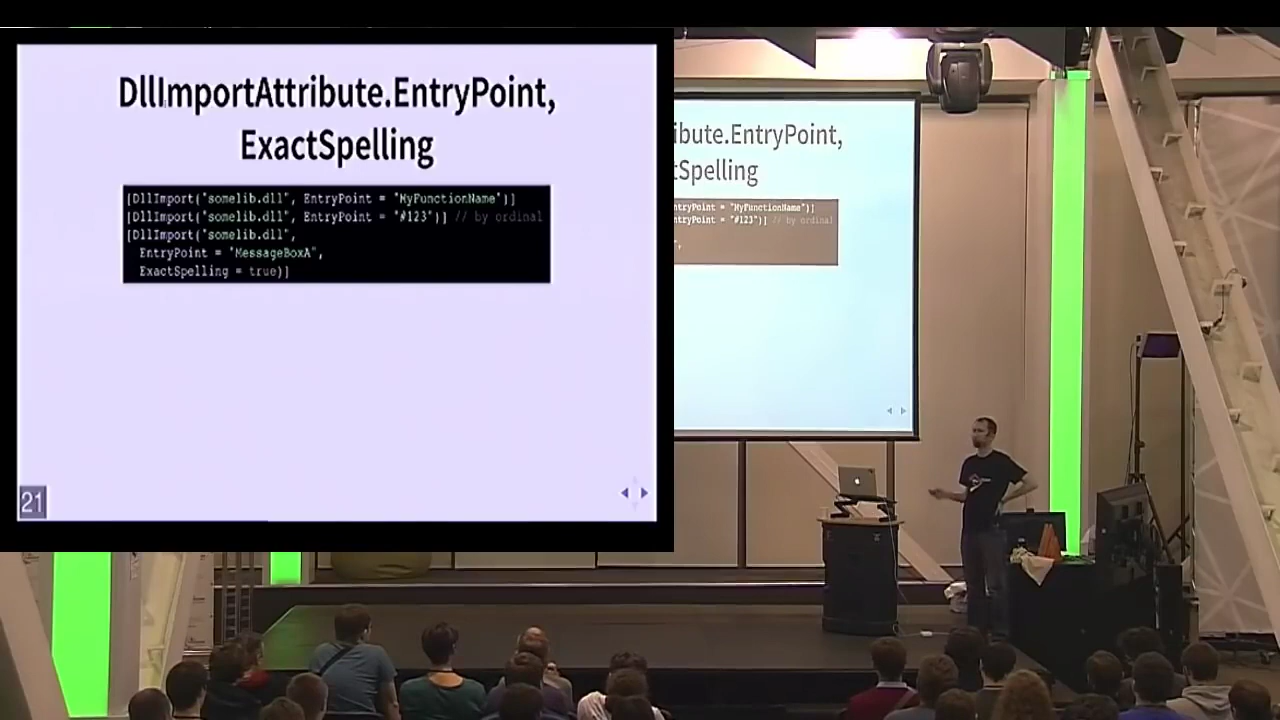 DllImportAttribute.EntryPoint,
ExactSpelling
[DllImport("somelib.dll", EntryPoint = "MyFunctionName")]
[DllImport("somelib.dll", EntryPoint = "#123")] // by ordinal
[DllImport("somelib.dll",
EntryPoint = "MessageBoxA",
ExactSpelling = true)]
21
ibute.EntryPoint,
tSpelling
ntryPoint = "MyFunctionName")]
ntryPoint = "#123")] // by ordinal
",